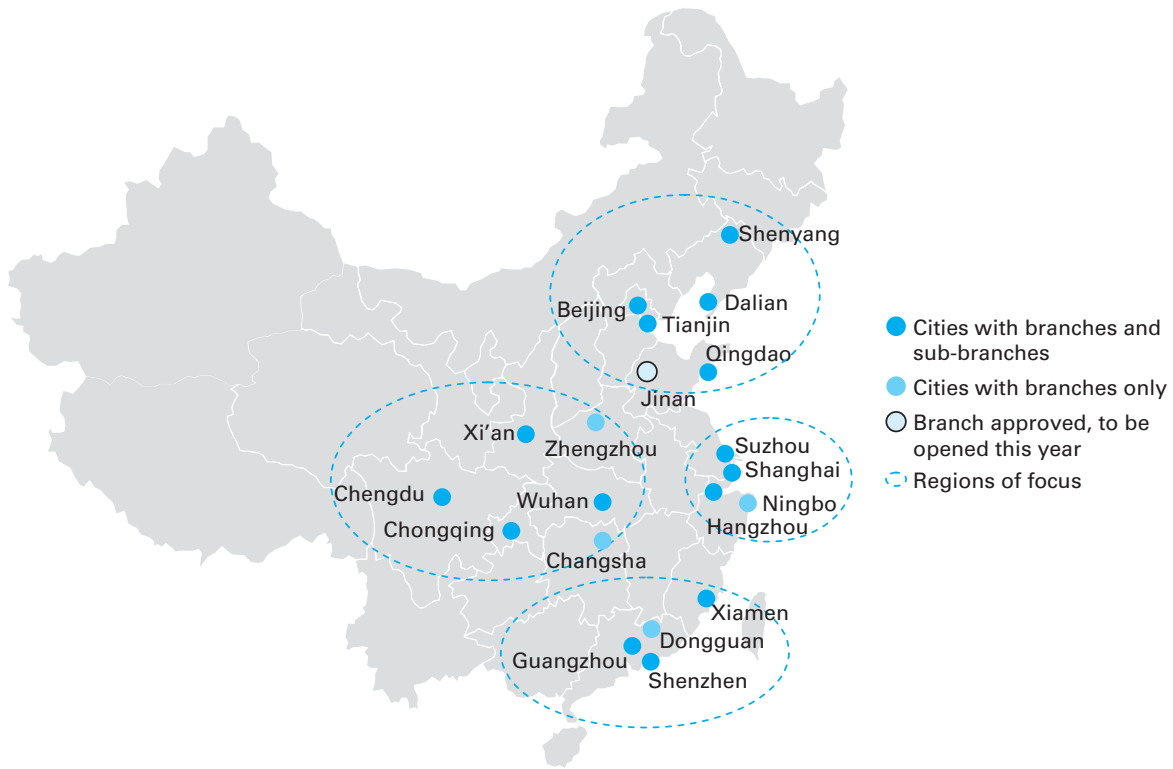 Shenyang
Beijing
Dalian
Tianjin
Qingdao
Jinan
Xi’an
Zhengzhou
Suzhou
Shanghai
Chengdu
Wuhan
Ningbo
Hangzhou
Chongqing
Changsha
Xiamen
Dongguan
Guangzhou
Shenzhen
Cities with branches and
sub-branches
Cities with branches only
Branch approved, to be
opened this year
Regions of focus